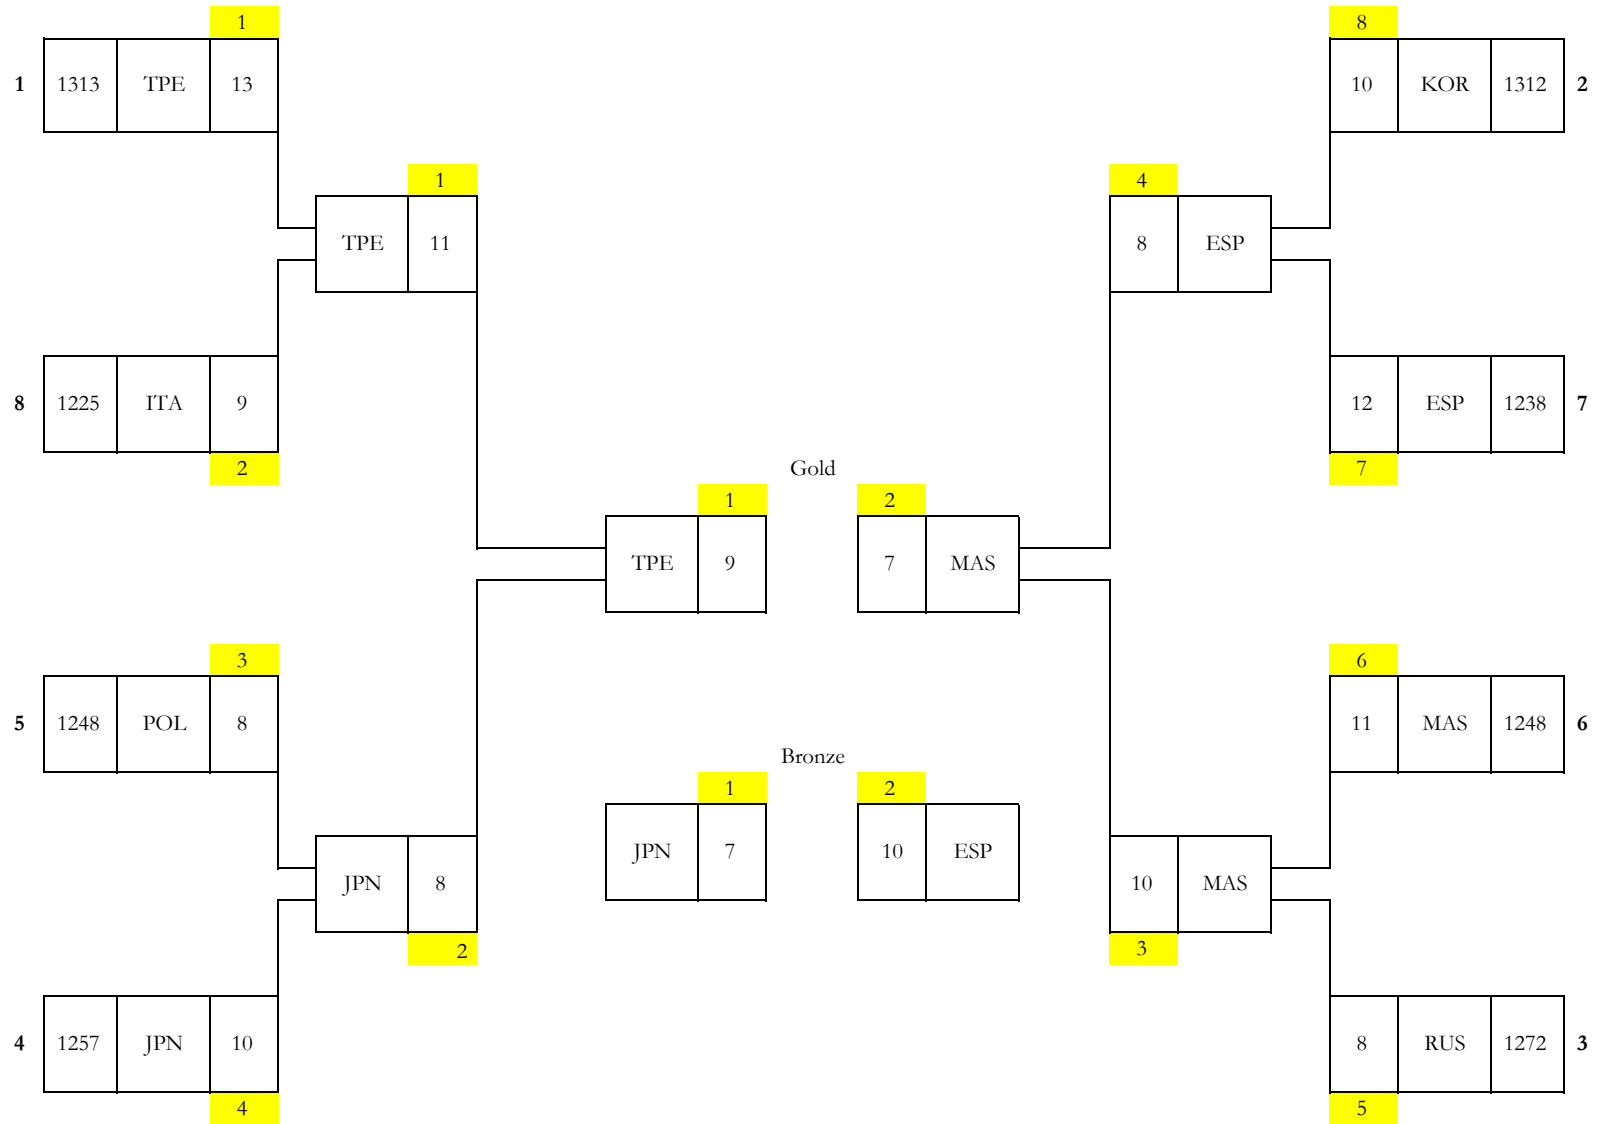 1 8
1 1313 TPE 13 10 KOR 1312 2
1 4
TPE 11 8 ESP
8 1225 ITA 9 12 ESP 1238 7
2 Gold 7
1 2
TPE 9 7 MAS
3 6
5 1248 POL 8 11 MAS 1248 6
Bronze
1 2
JPN 7 10 ESP
JPN 8 10 MAS
2 3
4 1257 JPN 10 8 RUS 1272 3
4 5